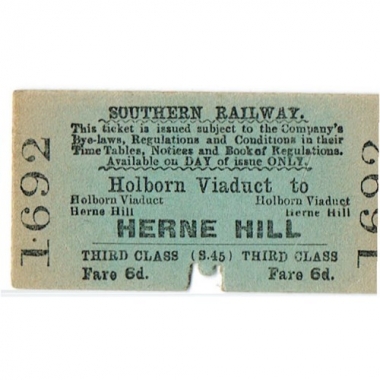 SOUTHERN RAILWAY.
This ticket is issued subject to the Company's
Bye-laws, Regulations and Conditions in their
Time Tables, Notices and Book of Regulations.
Available on DAY of issue ONLY.
Holborn Viaduct to
Holborn Viaduct Holborn Viaduct
Herne Hill Herne Hill
HERNE HILL
THIRD CLASS (S.45) THIRD CLASS
Fare 6d. Fare 6d.
1692